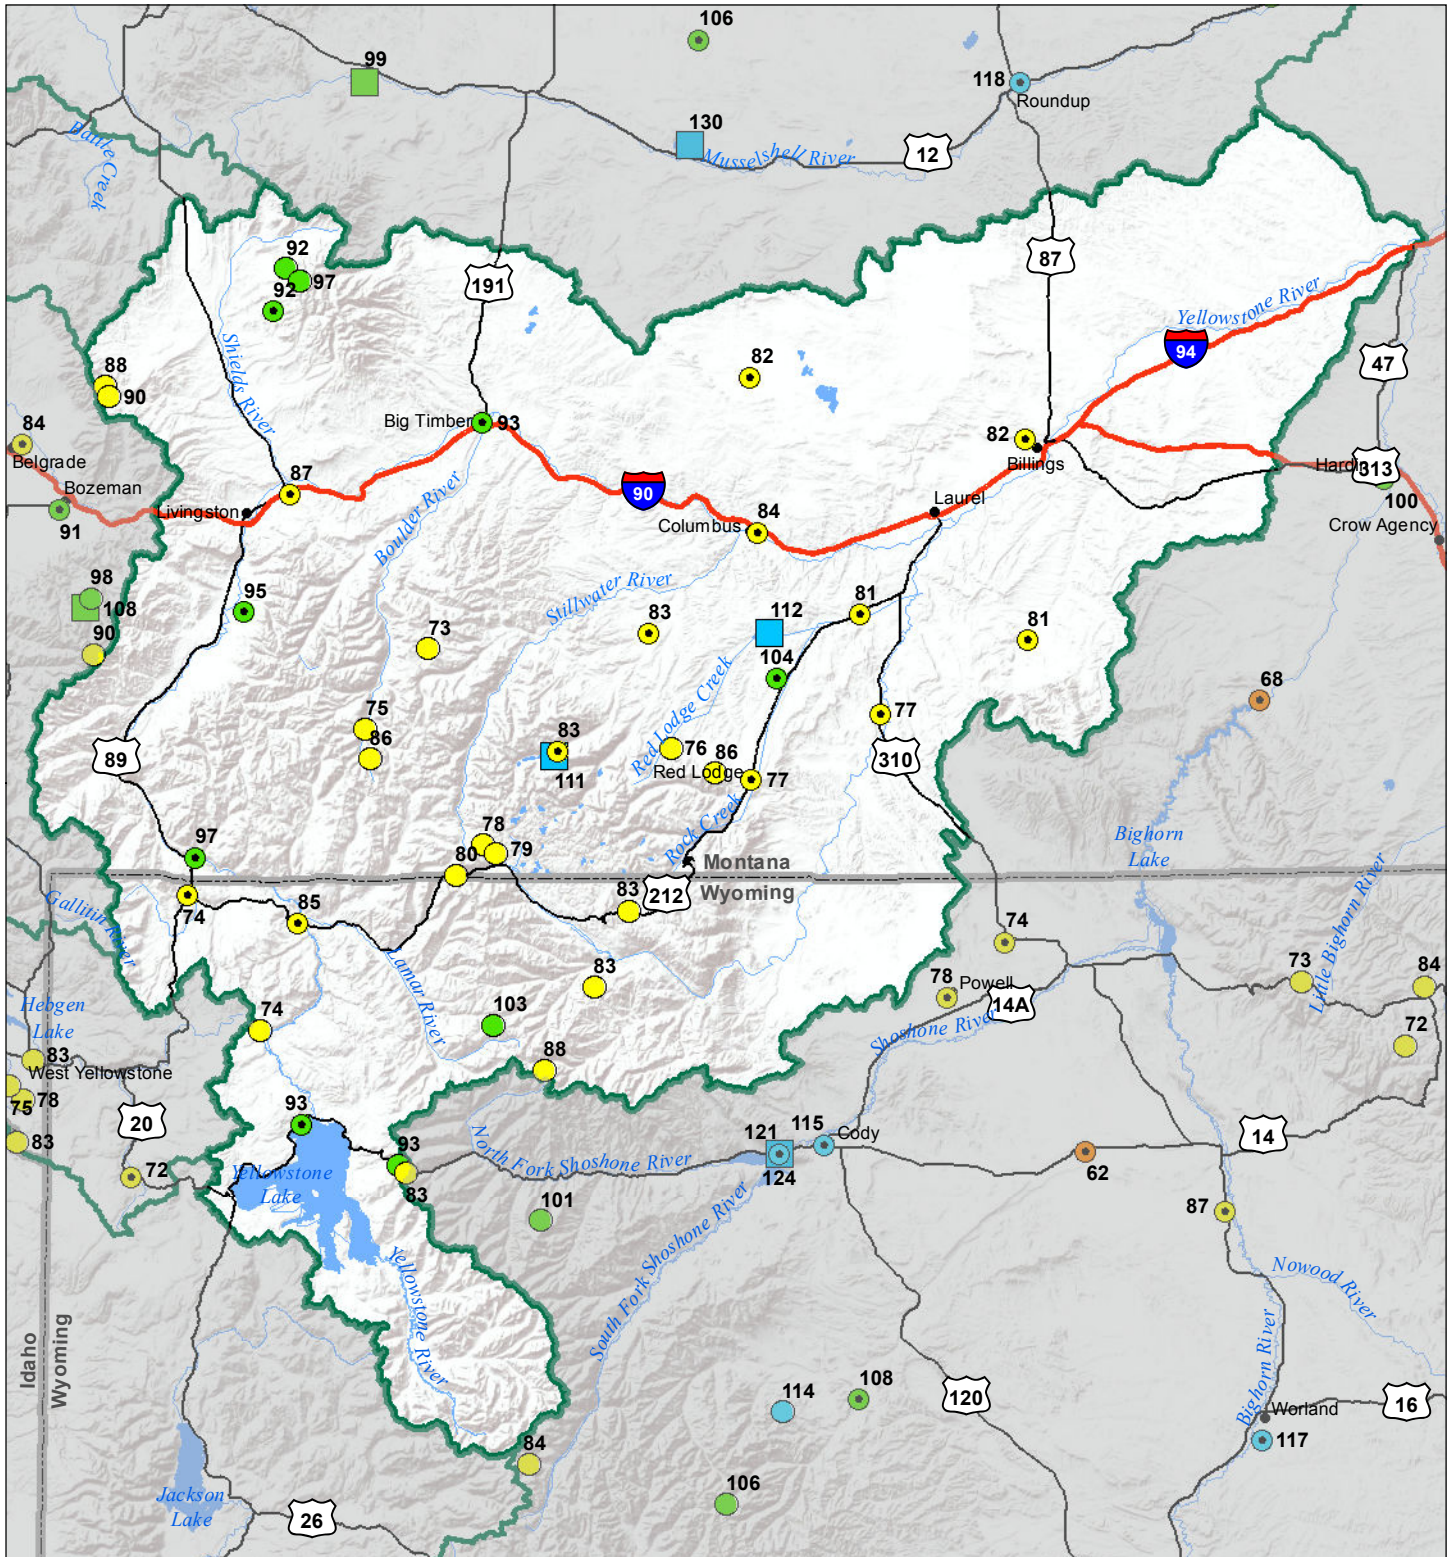 106
99
118
Roundup
130
Musselshell River
12
Battle Creek
92
97
92
191
87
Yellowstone River
94
47
Shields River
88
90
82
Big Timber
93
84
Belgrade
82
Billings
Hardin
313
100
Bozeman
91
87
Livingston
Boulder River
90
Columbus
84
Laurel
Crow Agency
98
108
90
95
Stillwater River
73
83
112
81
81
104
Red Lodge Creek
68
75
86
83
111
76
86
Red Lodge
77
77
310
89
97
78
79
80
Rock Creek
Montana
Wyoming
212
Bighorn Lake
Little Bighorn River
Gallitin River
74
85
83
74
Lamar River
83
73
84
78
Powell
14A
Hebgen Lake
74
103
Shoshone River
72
83
West Yellowstone
75
78
88
83
20
93
93
83
North Fork Shoshone River
121
124
115
Cody
62
14
72
Yellowstone Lake
101
South Fork Shoshone River
87
Yellowstone River
Nowood River
Idaho
Wyoming
Bighorn River
114
108
120
16
Worland
117
84
106
Jackson Lake
26